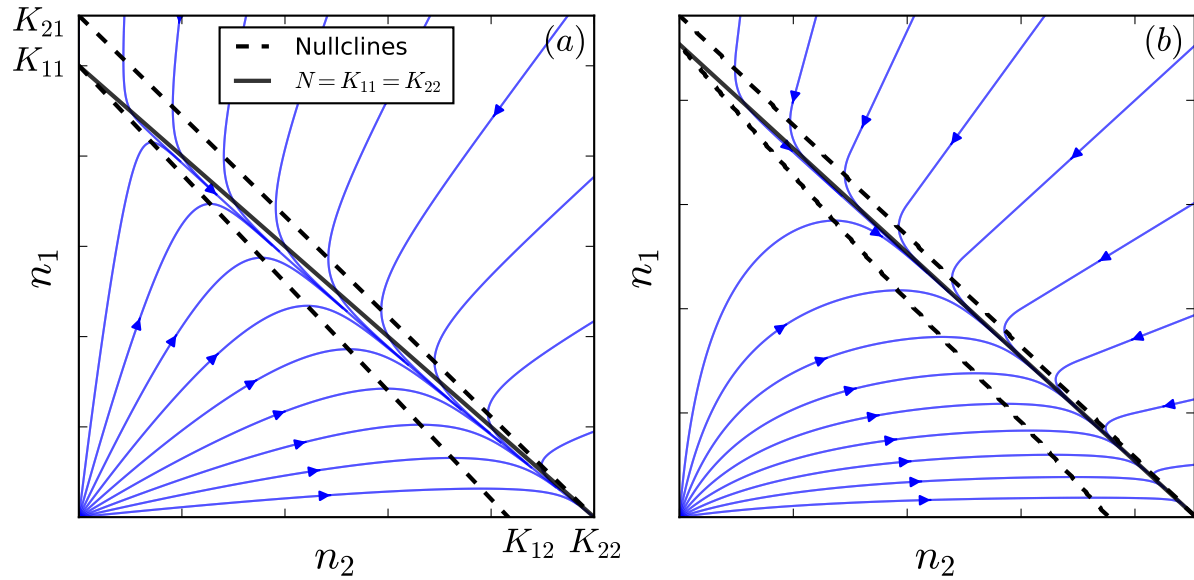 K₂₁
K₁₁
Nullclines
N = K₁₁ = K₂₂
(a)
(b)
n₁
n₁
K₁₂ K₂₂
n₂
n₂